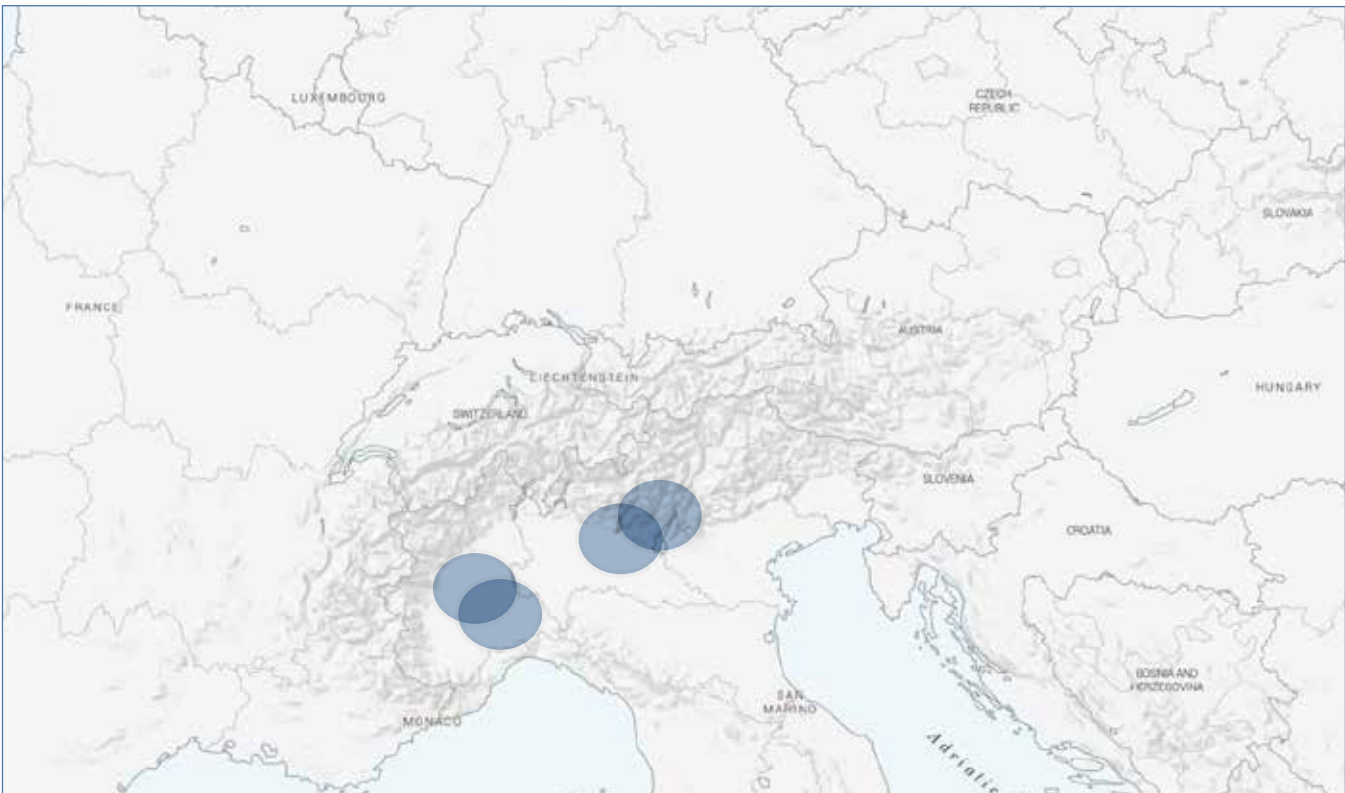 LUXEMBOURG
CZECH
REPUBLIC
SLOVAKIA
FRANCE
AUSTRIA
LIECHTENSTEIN
HUNGARY
SWITZERLAND
SLOVENIA
CROATIA
BOSNIA AND
HERZEGOVINA
SAN
MARINO
MONACO
Adriatic